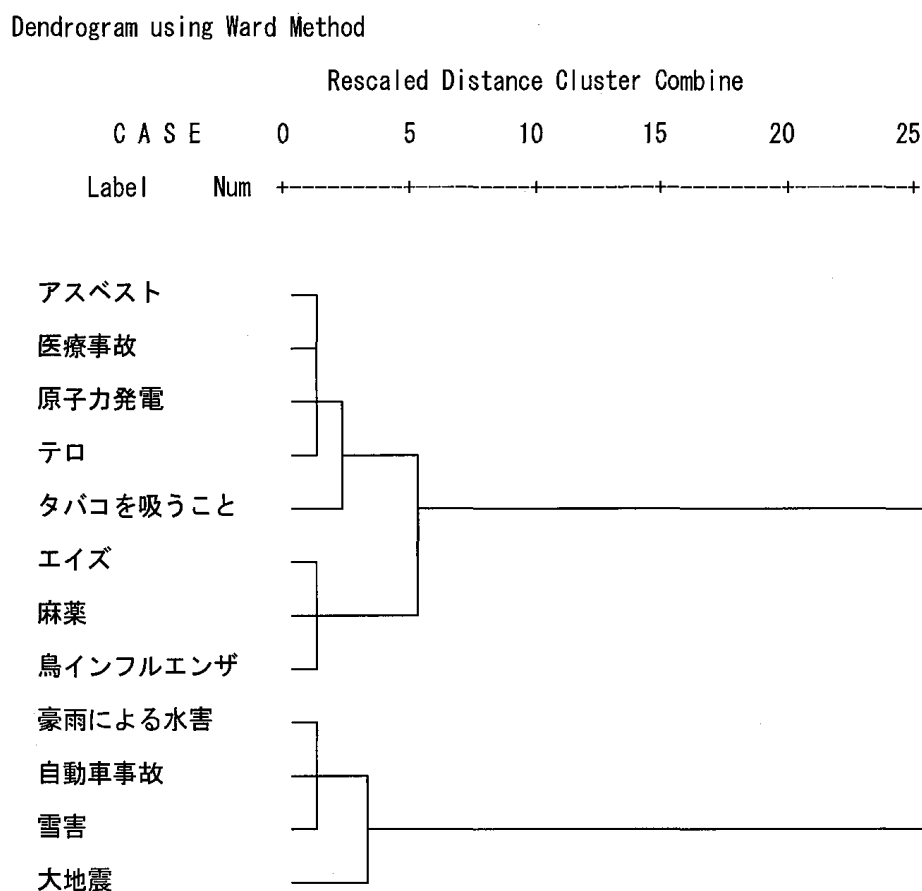 Dendrogram using Ward Method
Rescaled Distance Cluster Combine
C A S E 0 5 10 15 20 25
Label Num +---------+---------+---------+---------+---------+
アスベスト
医療事故
原子力発電
テロ
タバコを吸うこと
エイズ
麻薬
鳥インフルエンザ
豪雨による水害
自動車事故
雪害
大地震